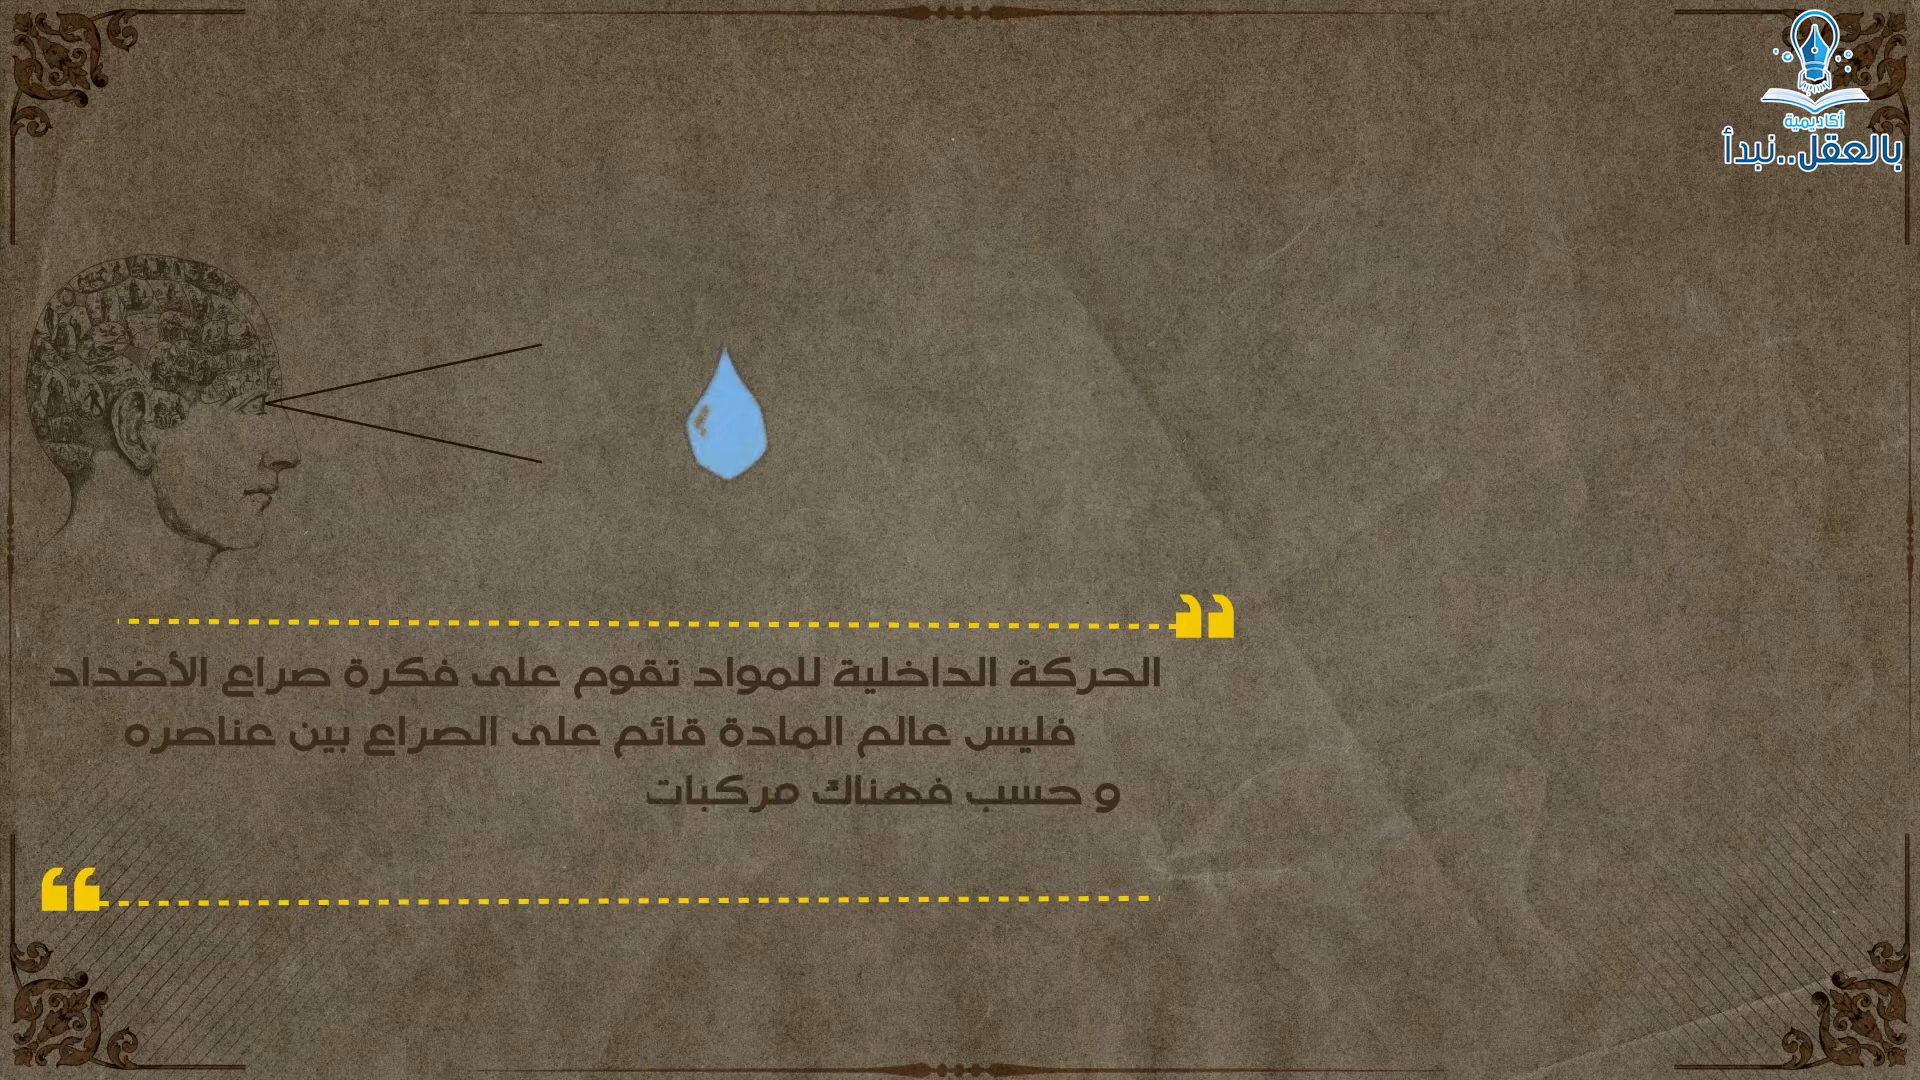 أكاديمية
بالعقل..نبدأ
الحركة الداخلية للمواد تقوم على فكرة صراع الأضداد
فليس عالم المادة قائم على الصراع بين عناصره
و حسب فهناك مركبات